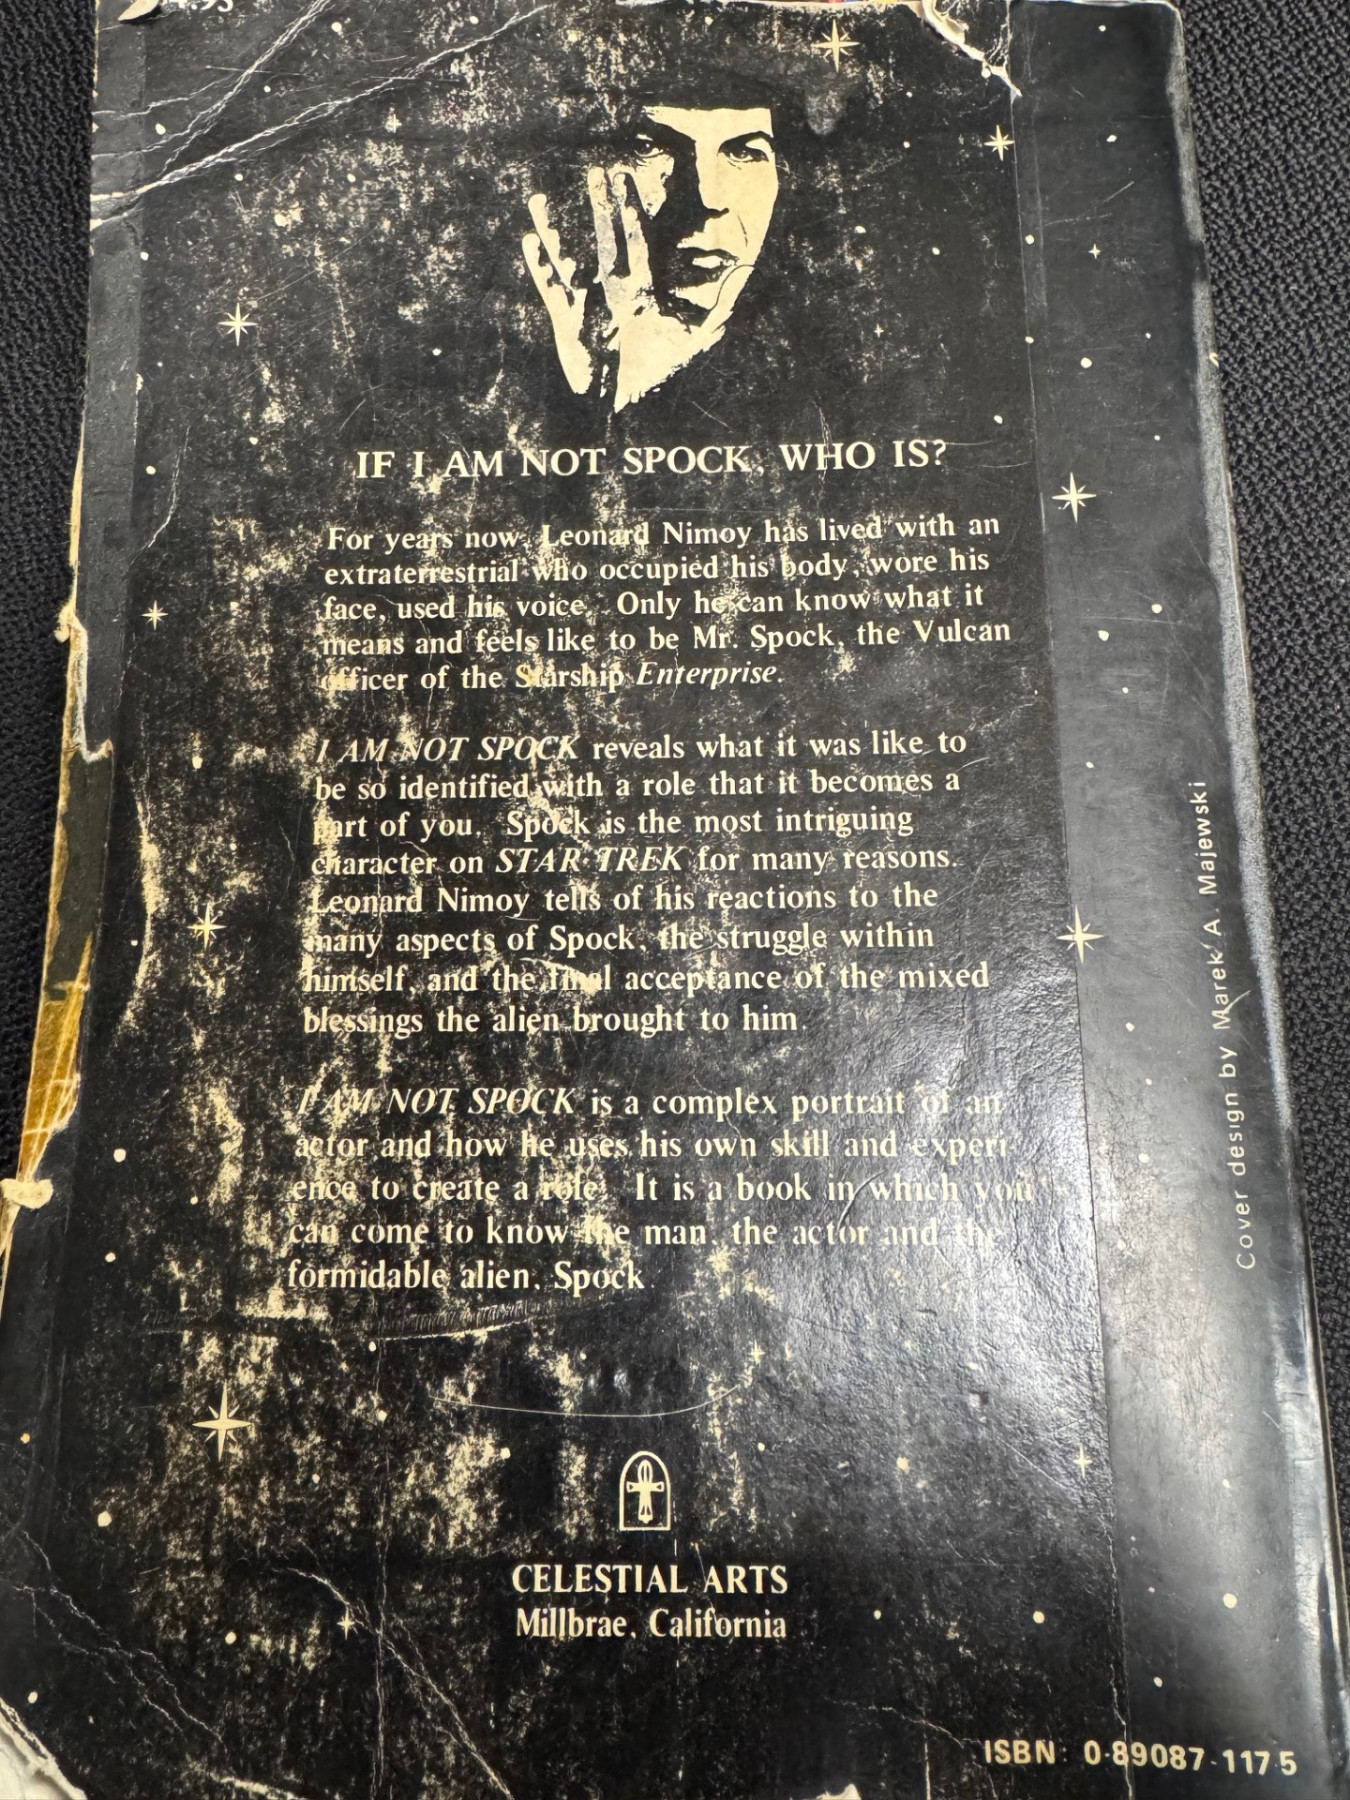 4.95
IF I AM NOT SPOCK, WHO IS?
For years now, Leonard Nimoy has lived with an
extraterrestrial who occupied his body, wore his
face, used his voice. Only he can know what it
means and feels like to be Mr. Spock, the Vulcan
officer of the Starship Enterprise.
I AM NOT SPOCK reveals what it was like to
be so identified with a role that it becomes a
part of you. Spock is the most intriguing
character on STAR TREK for many reasons.
Leonard Nimoy tells of his reactions to the
many aspects of Spock, the struggle within
himself, and the final acceptance of the mixed
blessings the alien brought to him.
I AM NOT SPOCK is a complex portrait of an
actor and how he uses his own skill and experi-
ence to create a role. It is a book in which you
can come to know the man, the actor and the
formidable alien, Spock
CELESTIAL ARTS
Millbrae, California
Cover design by Marek A Majewski
ISBN: 0-89087-117-5